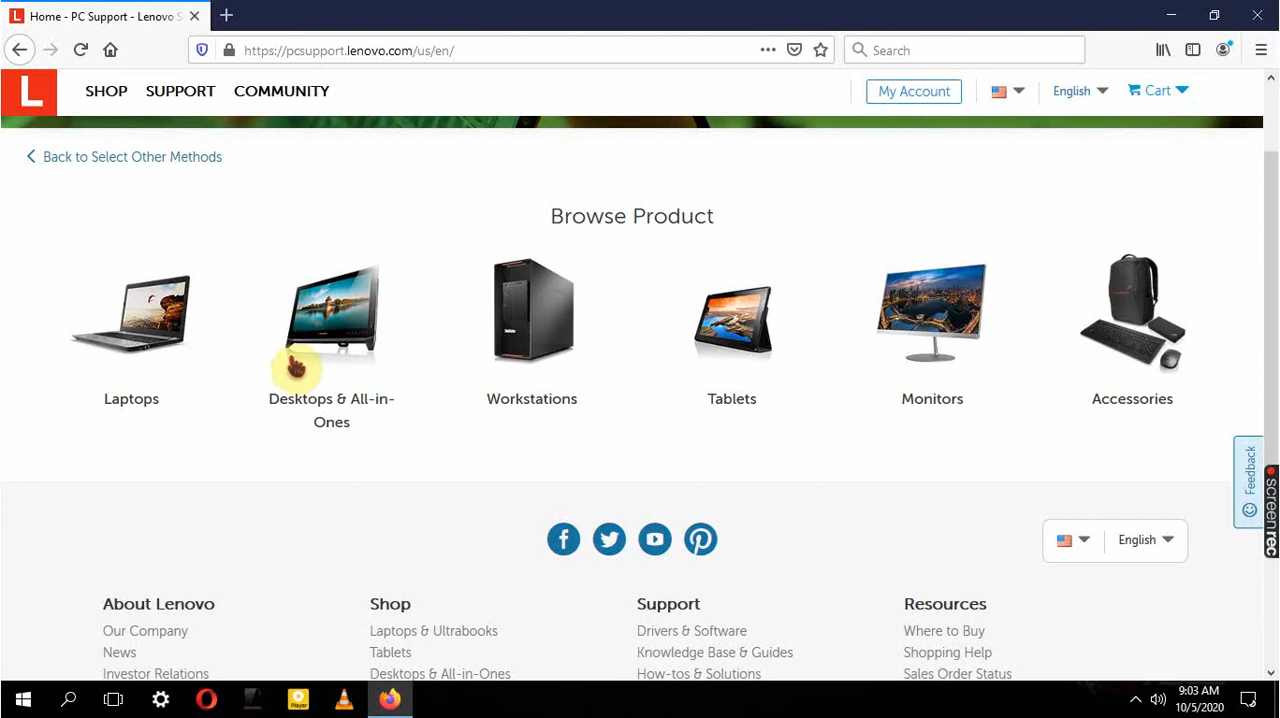 Home - PC Support - Lenovo S
https://pcsupport.lenovo.com/us/en/
Search
L
SHOP SUPPORT COMMUNITY
My Account
English
Cart
Back to Select Other Methods
Browse Product
Laptops
Desktops & All-in-
Ones
Workstations
Tablets
Monitors
Accessories
Feedback
screenrec
English
About Lenovo
Our Company
News
Investor Relations
Shop
Laptops & Ultrabooks
Tablets
Desktops & All-in-Ones
Support
Drivers & Software
Knowledge Base & Guides
How-tos & Solutions
Resources
Where to Buy
Shopping Help
Sales Order Status
Player
9:03 AM
10/5/2020